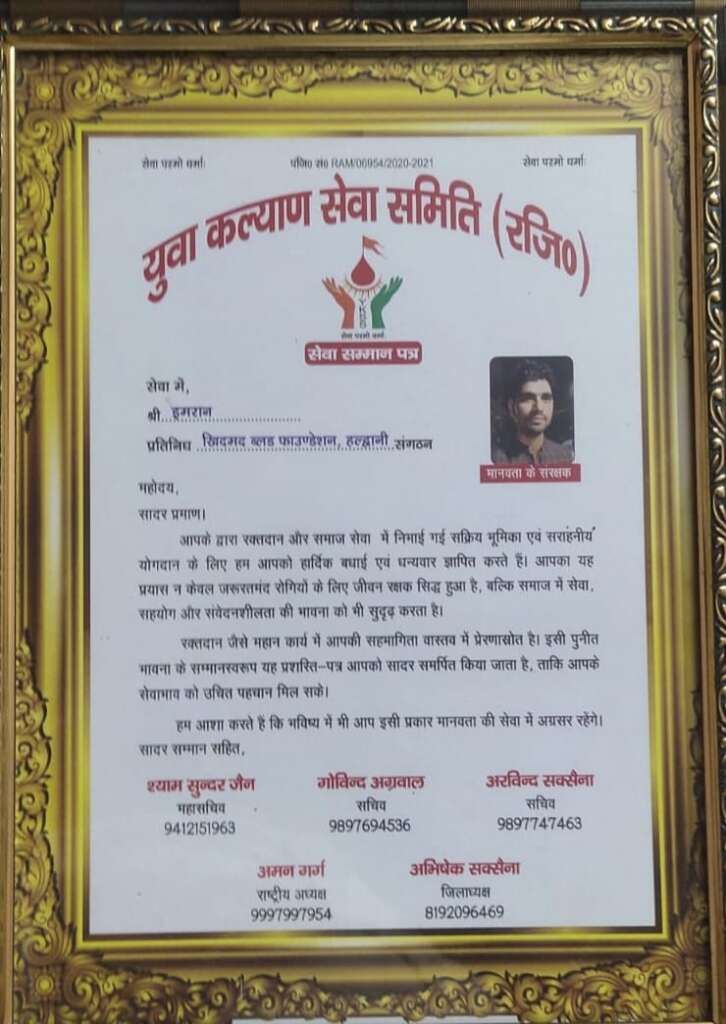 सेवा परमो धर्माः
पंजि० सं० RAM/06954/2020-2021
सेवा परमो धर्माः
युवा कल्याण सेवा समिति (रजि०)
YKSS
सेवा परमो धर्माः
सेवा सम्मान पत्र
सेवा में,
श्री इमरान
प्रतिनिध खिदमद ब्लड फाउण्डेशन, हल्द्वानी संगठन
मानवता के संरक्षक
महोदय,
सादर प्रमाण।
आपके द्वारा रक्तदान और समाज सेवा में निभाई गई सक्रिय भूमिका एवं सराहनीय
योगदान के लिए हम आपको हार्दिक बधाई एवं धन्यवार ज्ञापित करते हैं। आपका यह
प्रयास न केवल जरूरतमंद रोगियों के लिए जीवन रक्षक सिद्ध हुआ है, बल्कि समाज में सेवा,
सहयोग और संवेदनशीलता की भावना को भी सुदृढ़ करता है।
रक्तदान जैसे महान कार्य में आपकी सहभागिता वास्तव में प्रेरणास्रोत है। इसी पुनीत
भावना के सम्मानस्वरूप यह प्रशस्ति-पत्र आपको सादर समर्पित किया जाता है, ताकि आपके
सेवाभाव को उचित पहचान मिल सके।
हम आशा करते हैं कि भविष्य में भी आप इसी प्रकार मानवता की सेवा में अग्रसर रहेंगे।
सादर सम्मान सहित,
श्याम सुन्दर जैन
महासचिव
9412151963
गोविन्द अग्रवाल
सचिव
9897694536
अरविन्द सक्सैना
सचिव
9897747463
अमन गर्ग
राष्ट्रीय अध्यक्ष
9997997954
अभिषेक सक्सैना
जिलाध्यक्ष
8192096469